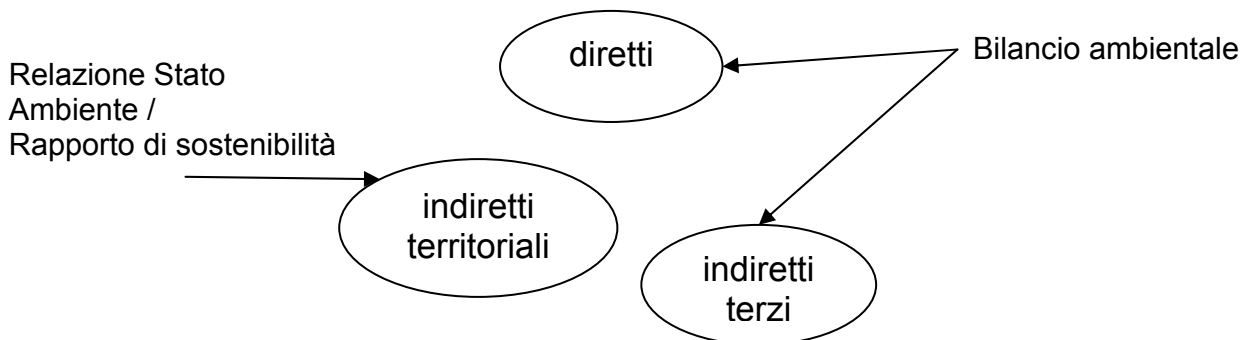 diretti
Bilancio ambientale
Relazione Stato
Ambiente /
Rapporto di sostenibilità
indiretti
territoriali
indiretti
terzi